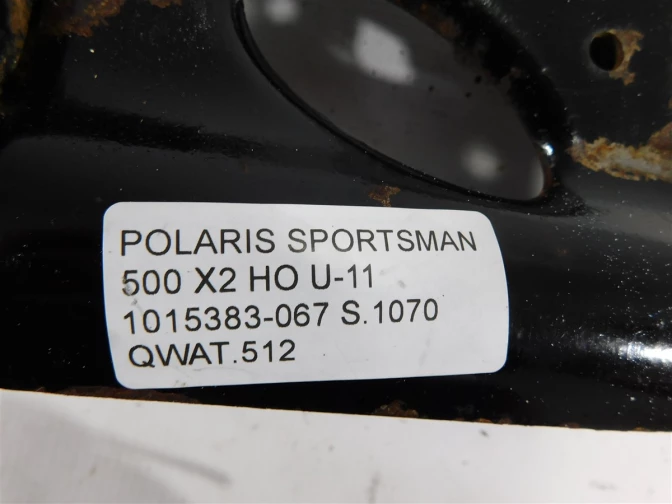 POLARIS SPORTSMAN
500 X2 HO U-11
1015383-067 S.1070
QWAT.512